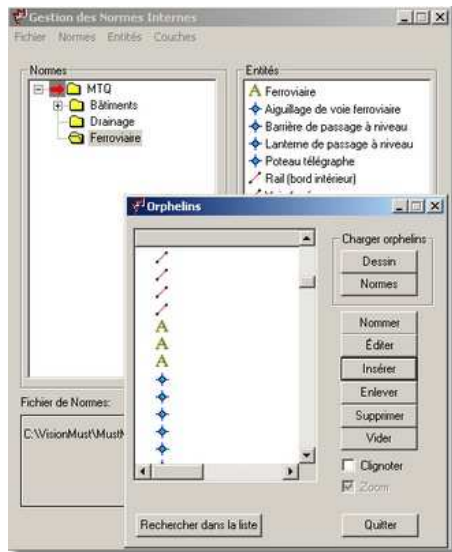 Gestion des Normes Internes
Fichier Normes Entités Couches
Normes
MTQ
Bâtiments
Drainage
Ferroviaire
Entités
A Ferroviaire
Aiguillage de voie ferroviaire
Barrière de passage à niveau
Lanterne de passage à niveau
Poteau télégraphe
Rail (bord intérieur)
Orphelins
Charger orphelins
Dessin
Normes
A
A
A
Nommer
Éditer
Insérer
Enlever
Supprimer
Vider
Clignoter
Zoom
Rechercher dans la liste
Quitter
Fichier de Normes: